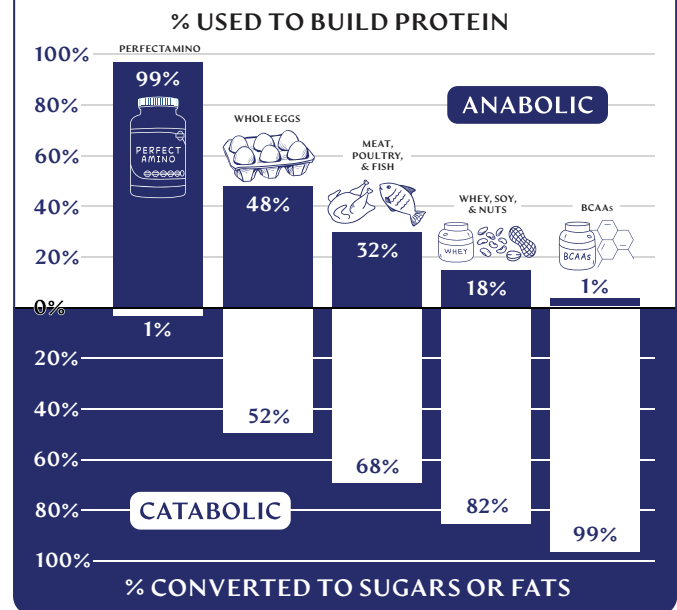 % USED TO BUILD PROTEIN
PERFECTAMINO
100%
99%
80%
ANABOLIC
WHOLE EGGS
PERFECT
AMINO
60%
MEAT,
POULTRY,
& FISH
40%
48%
WHEY, SOY,
& NUTS
BCAAs
32%
WHEY
BCAAs
20%
18%
1%
0%
1%
20%
40%
52%
60%
68%
80%
CATABOLIC
82%
99%
100%
% CONVERTED TO SUGARS OR FATS